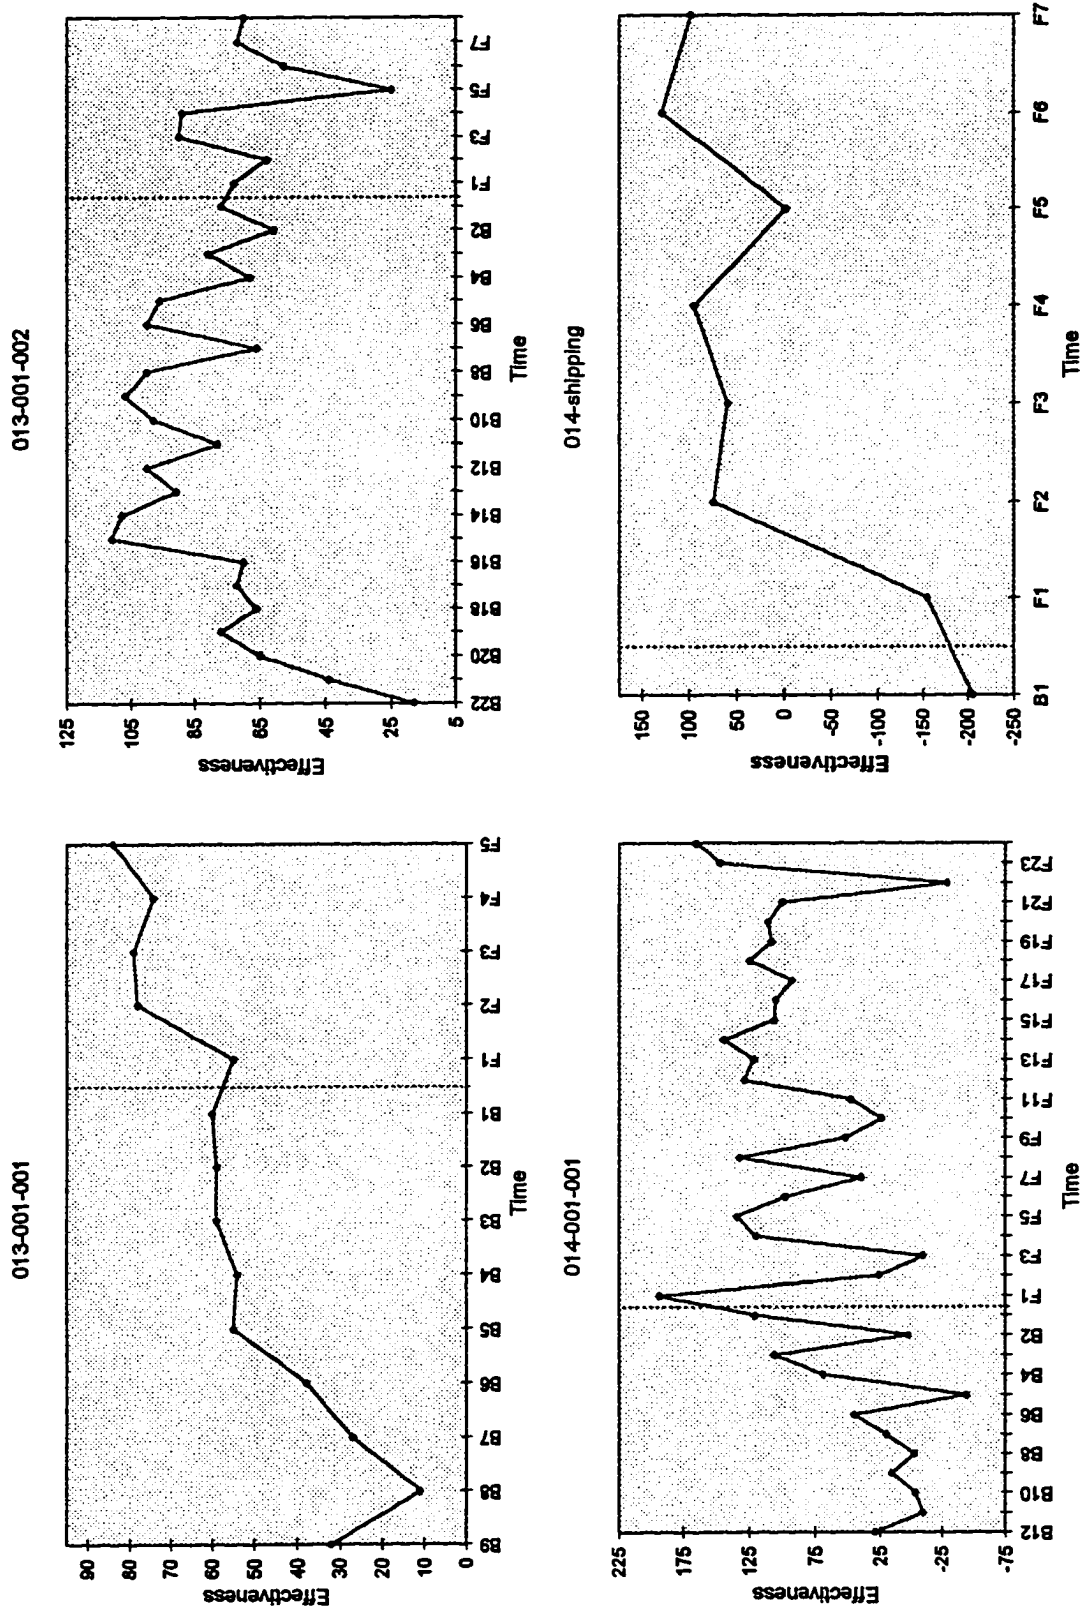 013-001-001
Effectiveness
90
80
70
60
50
40
30
20
10
0
B9 B8 B7 B6 B5 B4 B3 B2 B1 F1 F2 F3 F4 F5
Time
013-001-002
Effectiveness
125
105
85
65
45
25
5
B22 B20 B18 B16 B14 B12 B10 B8 B6 B4 B2 F1 F3 F5 F7
Time
014-001-001
Effectiveness
225
175
125
75
25
-25
-75
B12 B10 B8 B6 B4 B2 F1 F3 F5 F7 F9 F11 F13 F15 F17 F19 F21 F23
Time
014-shipping
Effectiveness
150
100
50
0
-50
-100
-150
-200
-250
B1 F1 F2 F3 F4 F5 F6 F7
Time